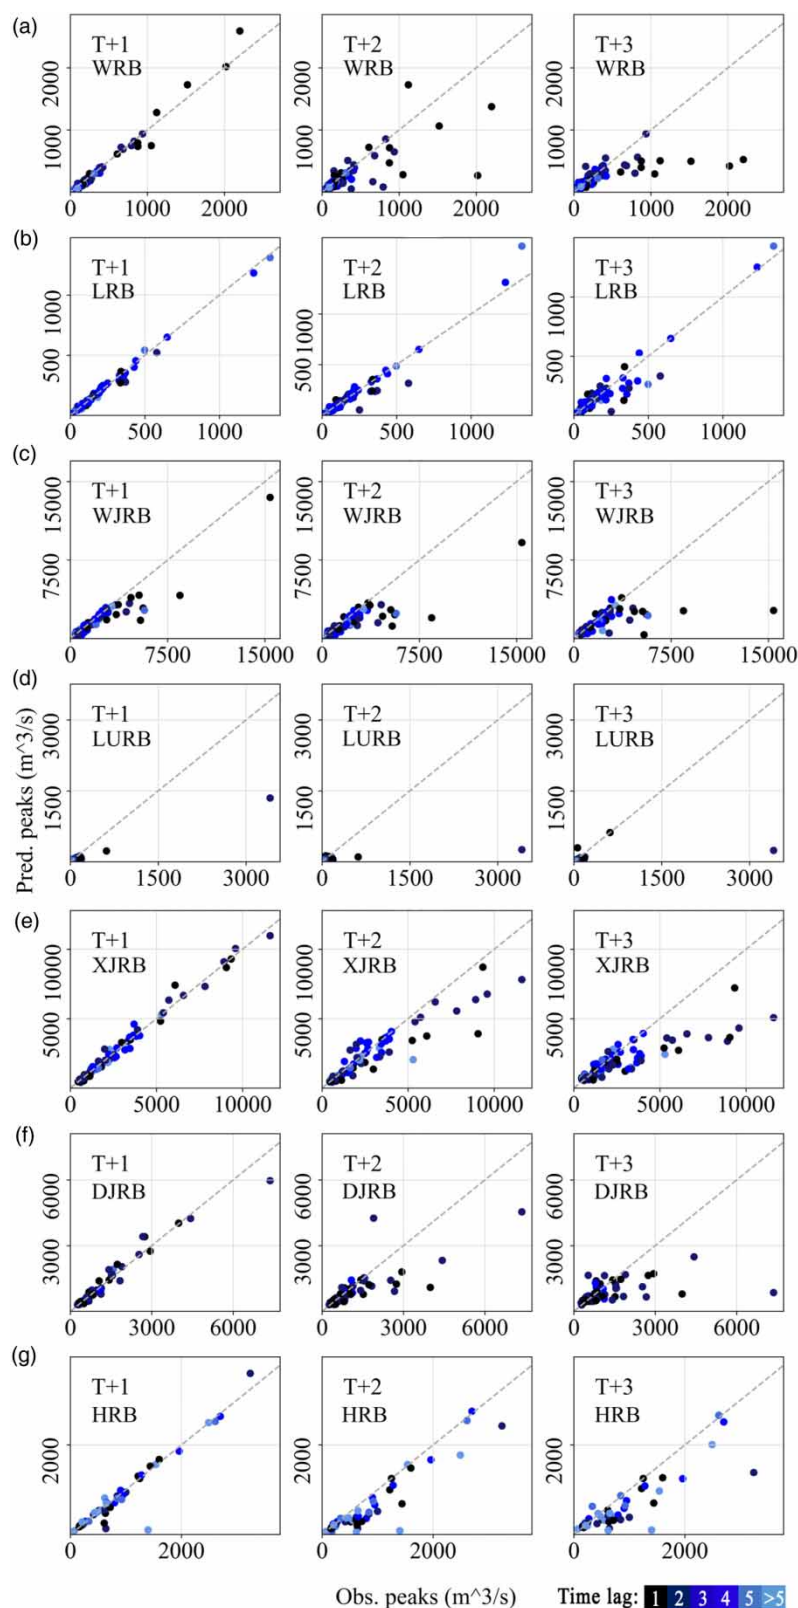 (a)
T+1
WRB
T+2
WRB
T+3
WRB
1000
2000
1000
2000
1000
2000
0
1000
2000
0
1000
2000
0
1000
2000
(b)
T+1
LRB
T+2
LRB
T+3
LRB
500
1000
500
1000
500
1000
0
500
1000
0
500
1000
0
500
1000
(c)
T+1
WJRB
T+2
WJRB
T+3
WJRB
7500
15000
7500
15000
7500
15000
0
7500
15000
0
7500
15000
0
7500
15000
(d)
T+1
LURB
T+2
LURB
T+3
LURB
Pred. peaks (m^3/s)
1500
3000
1500
3000
1500
3000
0
1500
3000
0
1500
3000
0
1500
3000
(e)
T+1
XJRB
T+2
XJRB
T+3
XJRB
5000
10000
5000
10000
5000
10000
0
5000
10000
0
5000
10000
0
5000
10000
(f)
T+1
DJRB
T+2
DJRB
T+3
DJRB
3000
6000
3000
6000
3000
6000
0
3000
6000
0
3000
6000
0
3000
6000
(g)
T+1
HRB
T+2
HRB
T+3
HRB
2000
2000
2000
0
2000
0
2000
0
2000
Obs. peaks (m^3/s)
Time lag: 1 2 3 4 5 >5